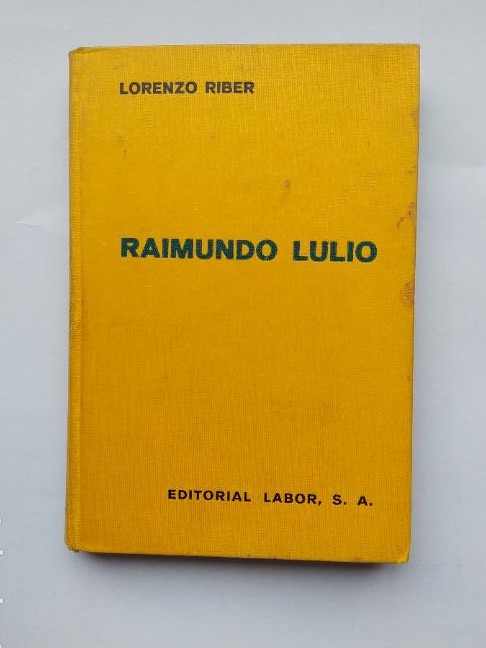 LORENZO RIBER
RAIMUNDO LULIO
EDITORIAL LABOR, S. A.